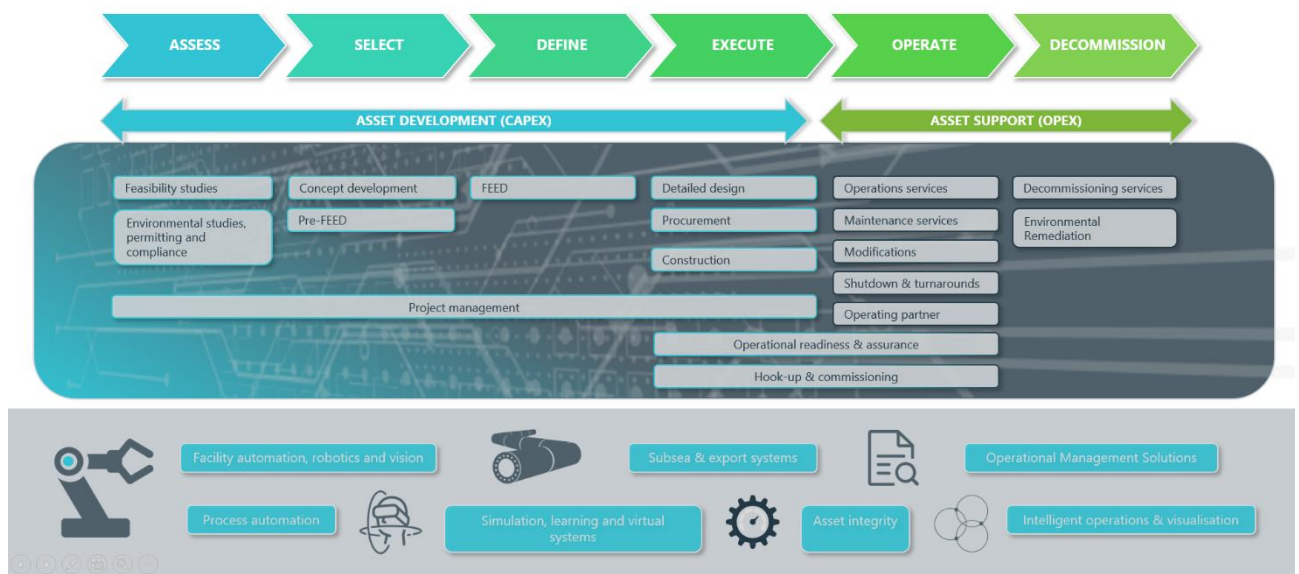 ASSESS
SELECT
DEFINE
EXECUTE
OPERATE
DECOMMISSION
ASSET DEVELOPMENT (CAPEX)
ASSET SUPPORT (OPEX)
Feasibility studies
Concept development
FEED
Detailed design
Operations services
Decommissioning services
Environmental studies,
permitting and
compliance
Pre-FEED
Procurement
Maintenance services
Environmental
Remediation
Construction
Modifications
Shutdown & turnarounds
Project management
Operating partner
Operational readiness & assurance
Hook-up & commissioning
Facility automation, robotics and vision
Subsea & export systems
Operational Management Solutions
Process automation
Simulation, learning and virtual
systems
Asset integrity
Intelligent operations & visualisation